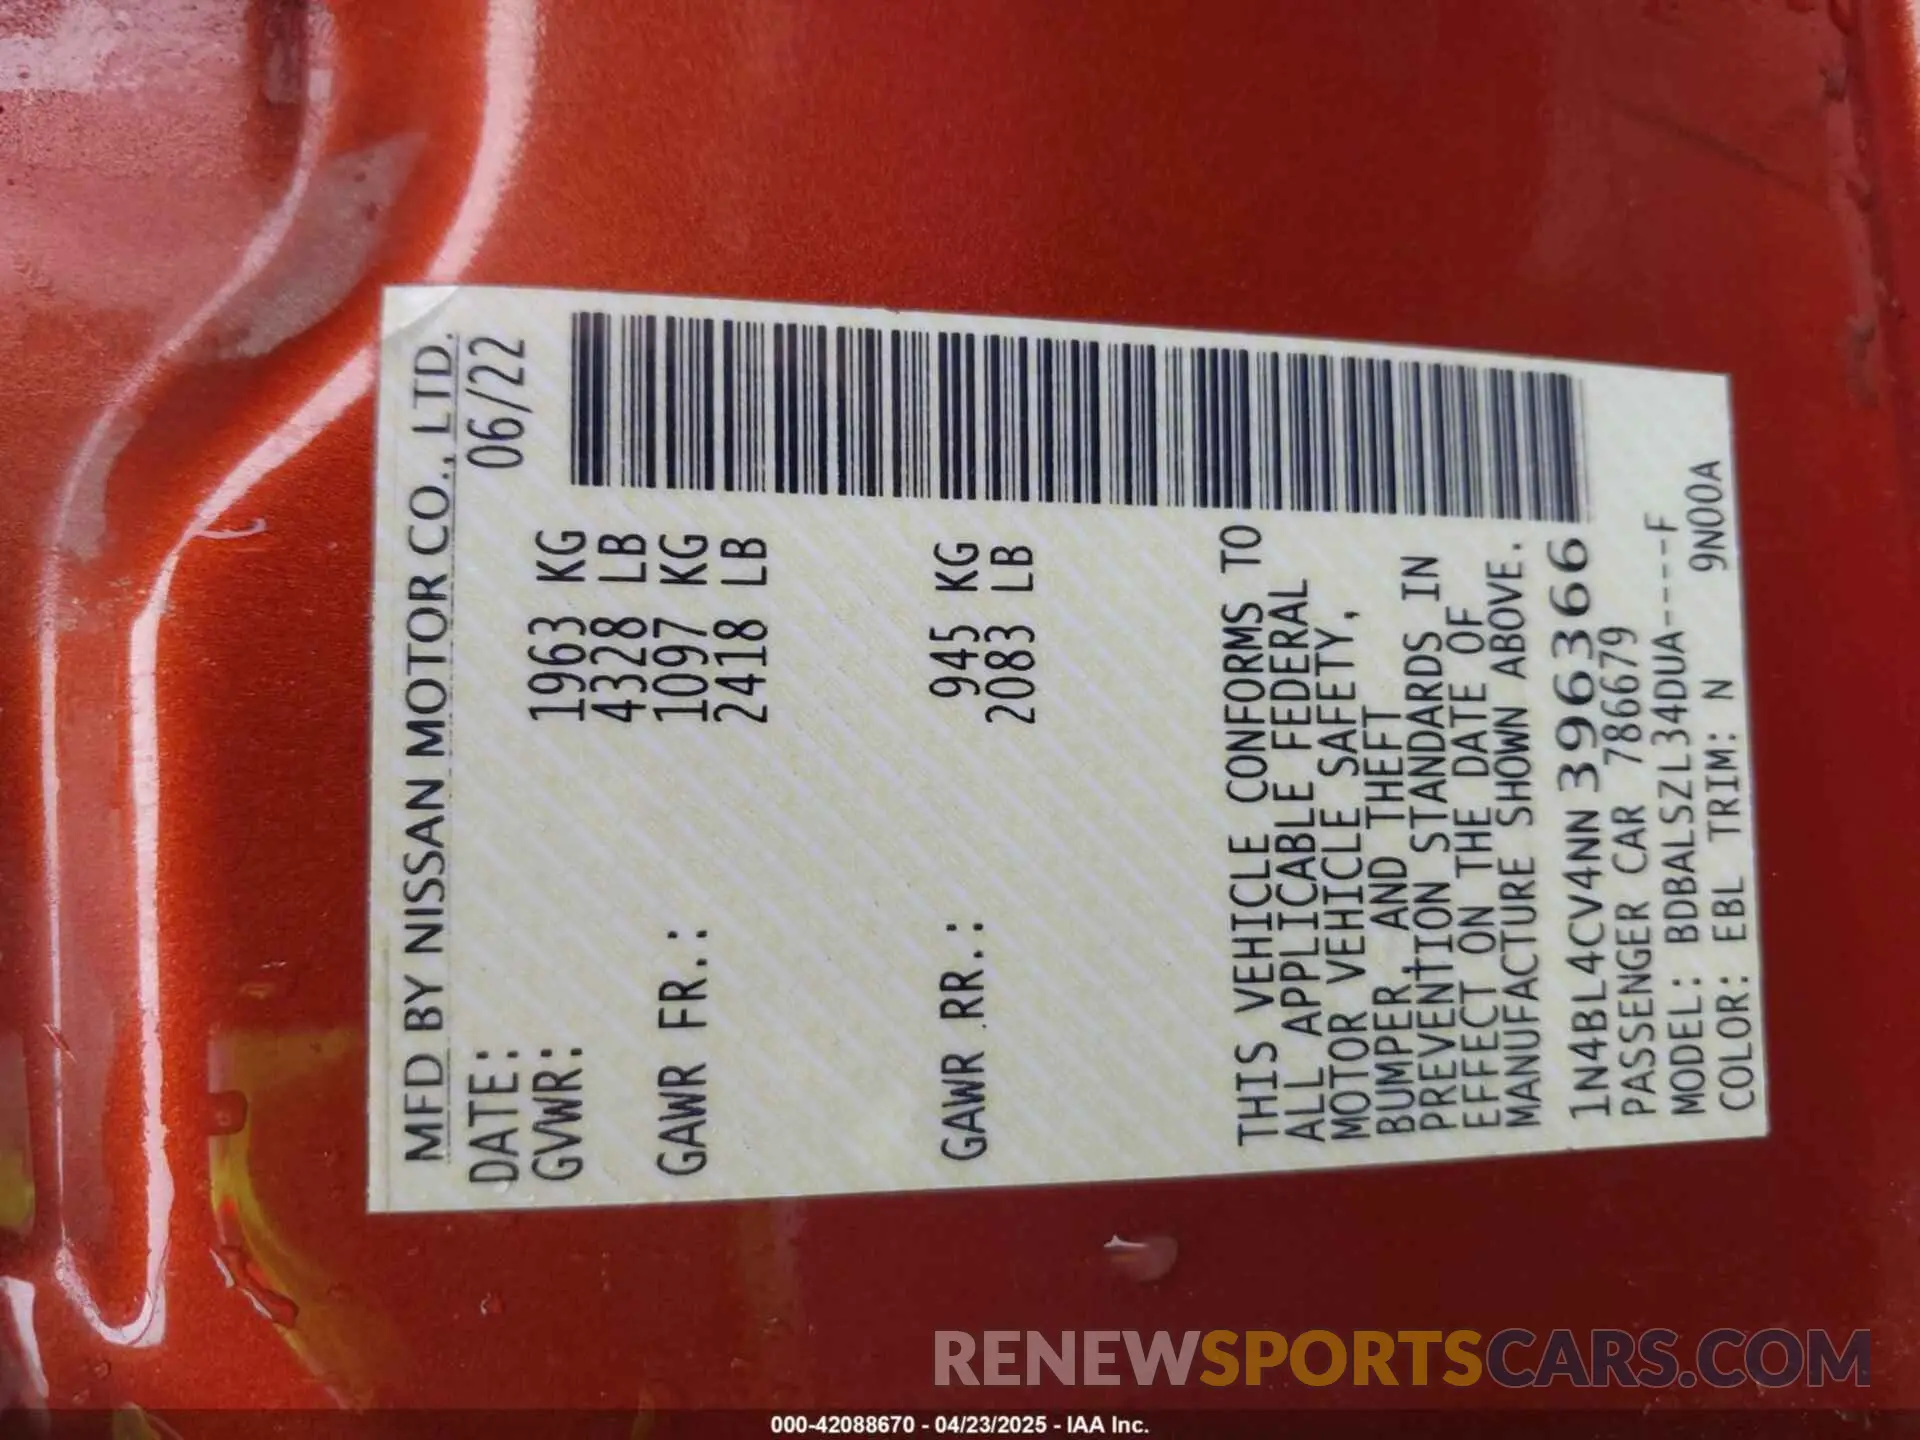 MFD BY NISSAN MOTOR CO., LTD.
DATE: 06/22
GVWR: 1963 KG
4328 LB
GAWR FR.: 1097 KG
2418 LB
GAWR RR.: 945 KG
2083 LB
THIS VEHICLE CONFORMS TO
ALL APPLICABLE FEDERAL
MOTOR VEHICLE SAFETY,
BUMPER, AND THEFT
PREVENTION STANDARDS IN
EFFECT ON THE DATE OF
MANUFACTURE SHOWN ABOVE.
1N4BL4CV4NN396366
PASSENGER CAR 7866679
MODEL: BDBALSZL34DUA-----F
COLOR: EBL TRIM: N 9N00A
RENEWSPORTSCARS.COM
000-42088670 - 04/23/2025 - IAA Inc.